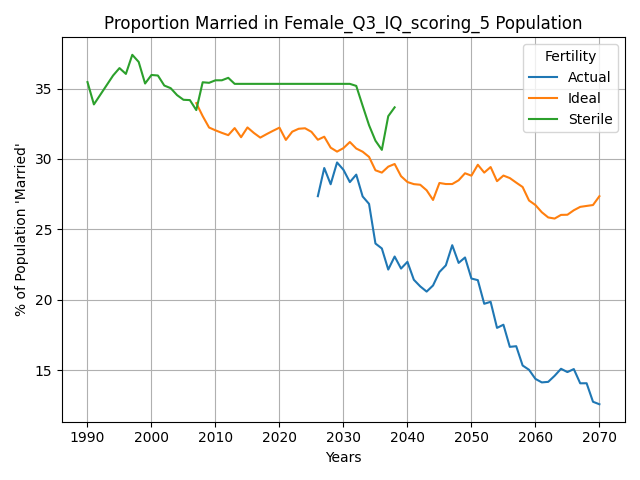 Proportion Married in Female_Q3_IQ_scoring_5 Population
% of Population 'Married'
35
30
25
20
15
Fertility
Actual
Ideal
Sterile
1990 2000 2010 2020 2030 2040 2050 2060 2070
Years